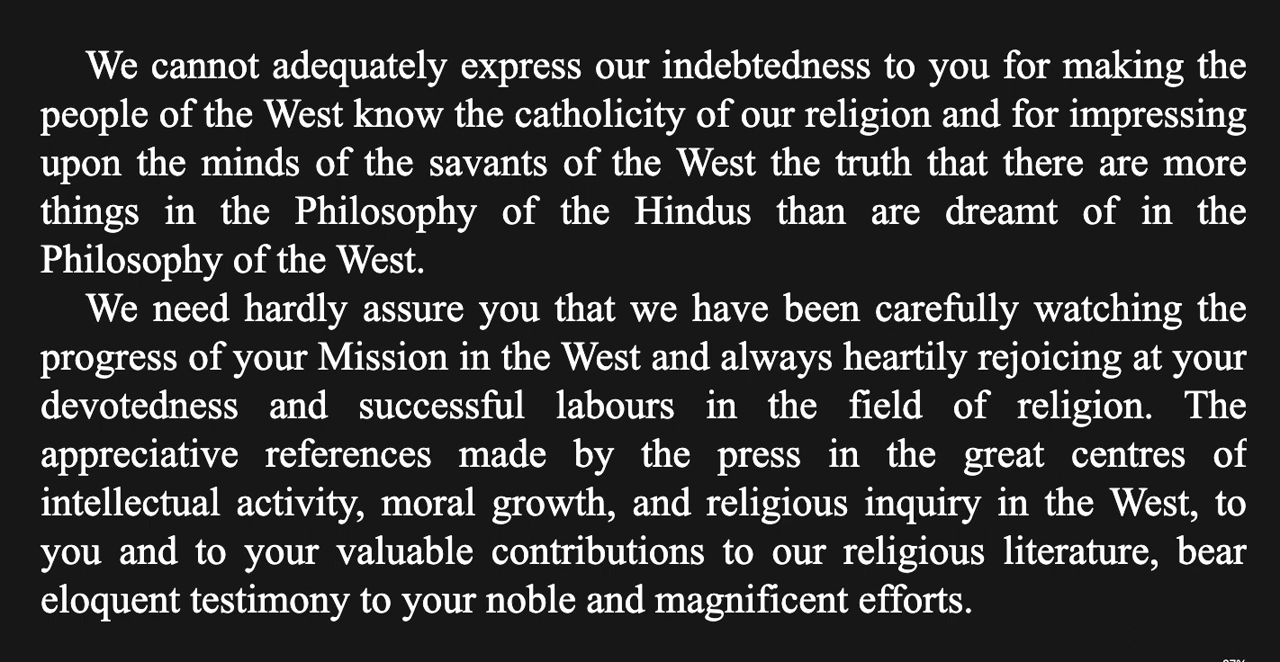 We cannot adequately express our indebtedness to you for making the
people of the West know the catholicity of our religion and for impressing
upon the minds of the savants of the West the truth that there are more
things in the Philosophy of the Hindus than are dreamt of in the
Philosophy of the West.
We need hardly assure you that we have been carefully watching the
progress of your Mission in the West and always heartily rejoicing at your
devotedness and successful labours in the field of religion. The
appreciative references made by the press in the great centres of
intellectual activity, moral growth, and religious inquiry in the West, to
you and to your valuable contributions to our religious literature, bear
eloquent testimony to your noble and magnificent efforts.